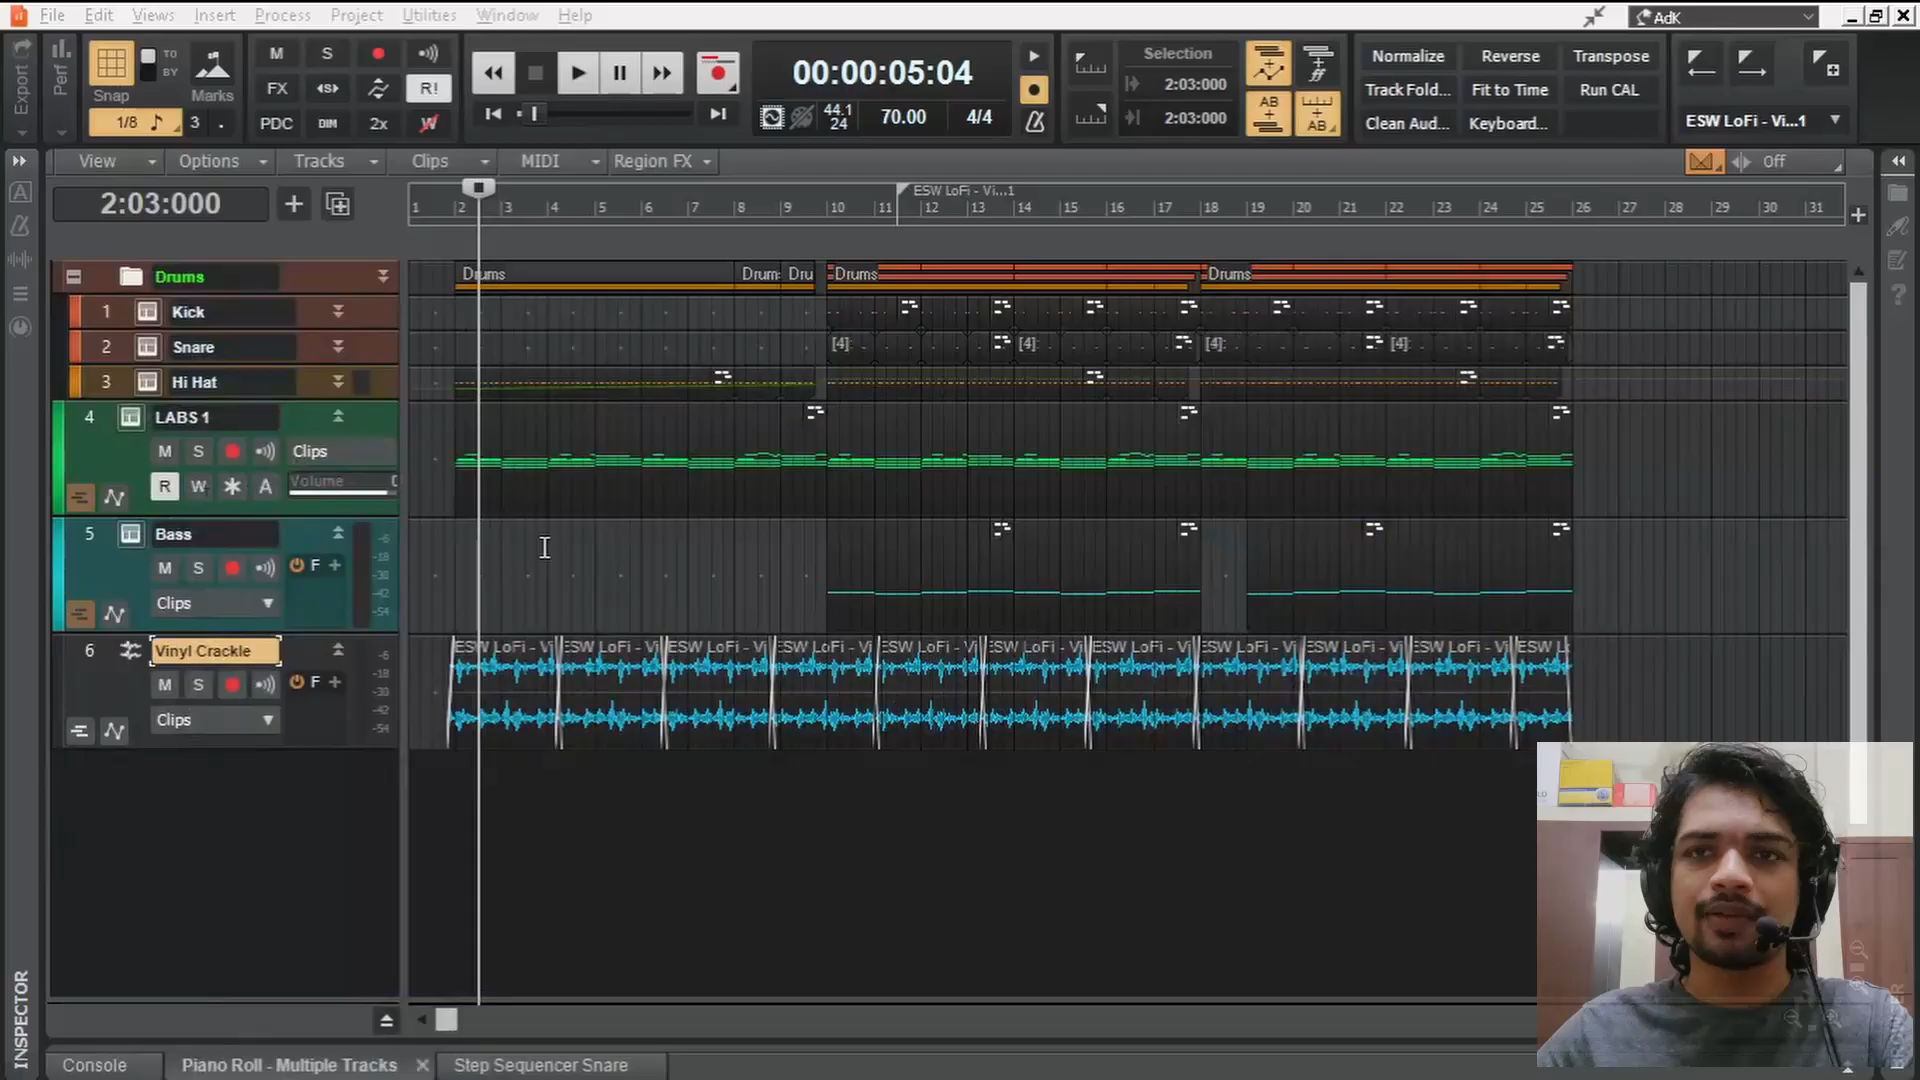 File Edit Views Insert Process Project Utilities Window Help
AdK
Export
Perf
Snap
TO
BY
Marks
1/8
3
M S
FX R!
PDC DIM 2x W
00:00:05:04
44.1
24
70.00 4/4
Selection
2:03:000
2:03:000
AB
AB
Normalize Reverse Transpose
Track Fold... Fit to Time Run CAL
Clean Aud... Keyboard...
ESW LoFi - Vi...1
View Options Tracks Clips MIDI Region FX
Off
2:03:000
ESW LoFi - Vi...1
1 2 3 4 5 6 7 8 9 10 11 12 13 14 15 16 17 18 19 20 21 22 23 24 25 26 27 28 29 30 31
Drums
Drums Drum: Dru Drums Drums
1 Kick
2 Snare
[4]: [4]: [4]: [4]:
3 Hi Hat
4 LABS 1
M S Clips
R W A Volume
5 Bass
M S F
Clips
-6
-18
-30
-42
-54
6 Vinyl Crackle
M S F
Clips
-6
-18
-30
-42
-54
ESW LoFi - Vi ESW LoFi - Vi ESW LoFi - Vi ESW LoFi - Vi ESW LoFi - Vi ESW LoFi - Vi ESW LoFi - Vi ESW LoFi - Vi ESW LoFi - Vi ESW LoFi - Vi ESW Lo
INSPECTOR
Console Piano Roll - Multiple Tracks Step Sequencer Snare